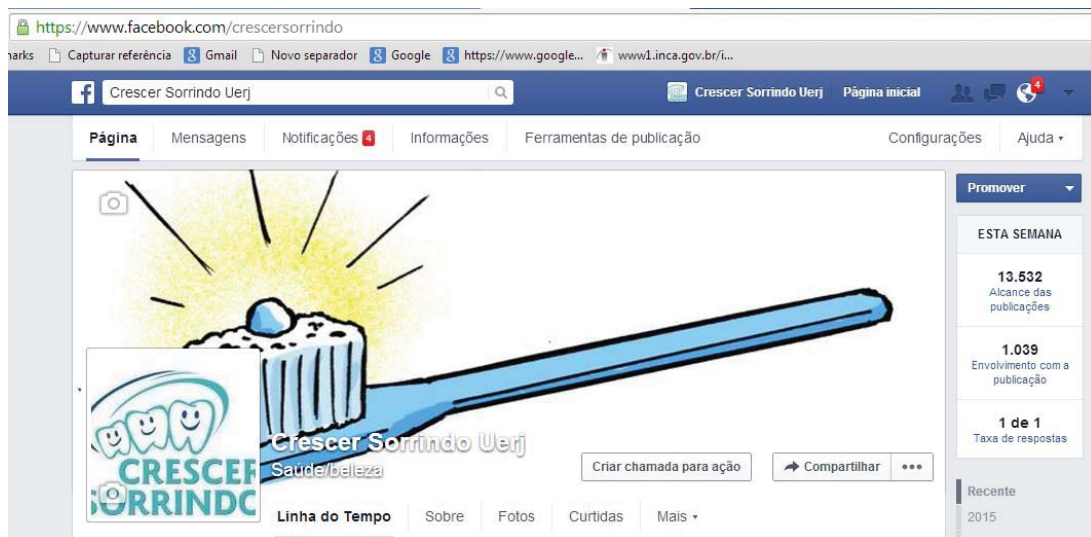 https://www.facebook.com/crescersorrindo
Capturar referência Gmail Novo separador Google https://www.google... www1.inca.gov.br/i...
f Crescer Sorrindo Uerj Crescer Sorrindo Uerj Página inicial 4
Página Mensagens Notificações 4 Informações Ferramentas de publicação Configurações Ajuda
Promover
ESTA SEMANA
13.532
Alcance das
publicações
1.039
Envolvimento com a
publicação
1 de 1
Taxa de respostas
Recente
2015
CRESCER
SORRINDO
Crescer Sorrindo Uerj
Saúde/beleza
Criar chamada para ação Compartilhar
Linha do Tempo Sobre Fotos Curtidas Mais